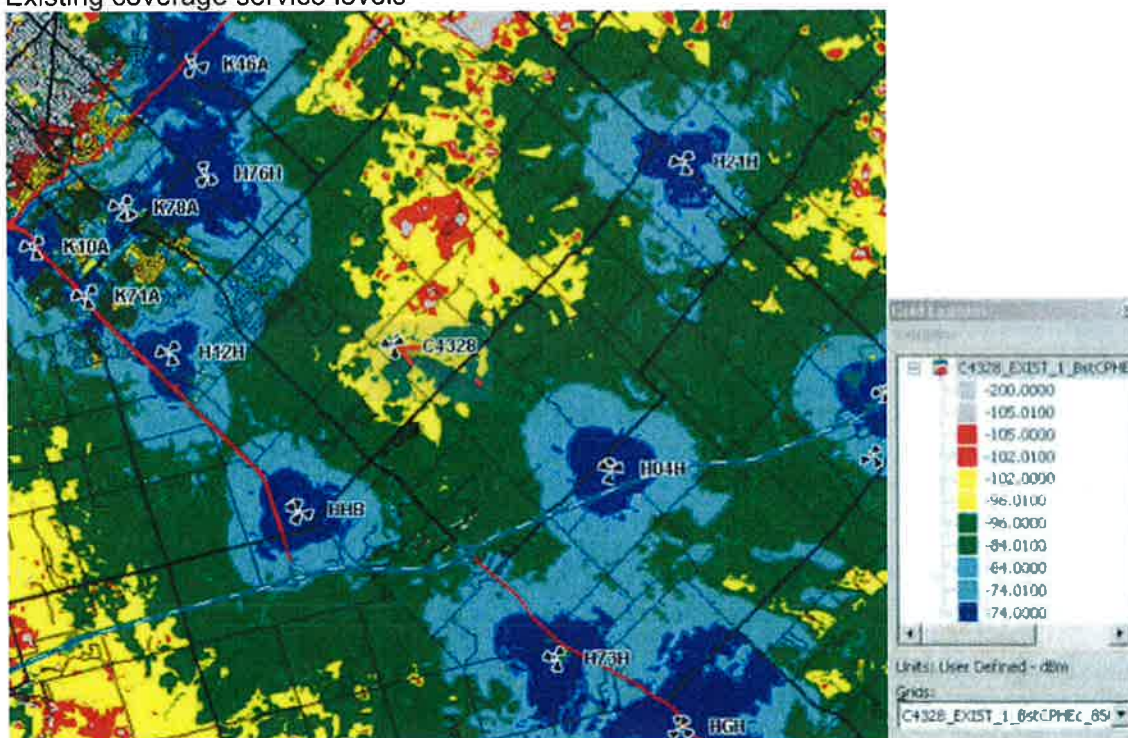 Existing coverage service levels
K46A
H76H
H21H
K78A
K10A
K71A
H12H
C4328
H04H
HHB
H73H
HGH
C4328_EXIST_1_BstCPHE
-200.0000
-105.0100
-105.0000
-102.0100
-102.0000
-96.0100
-96.0000
-84.0100
-84.0000
-74.0100
-74.0000
Units: User Defined - dBm
Grids: